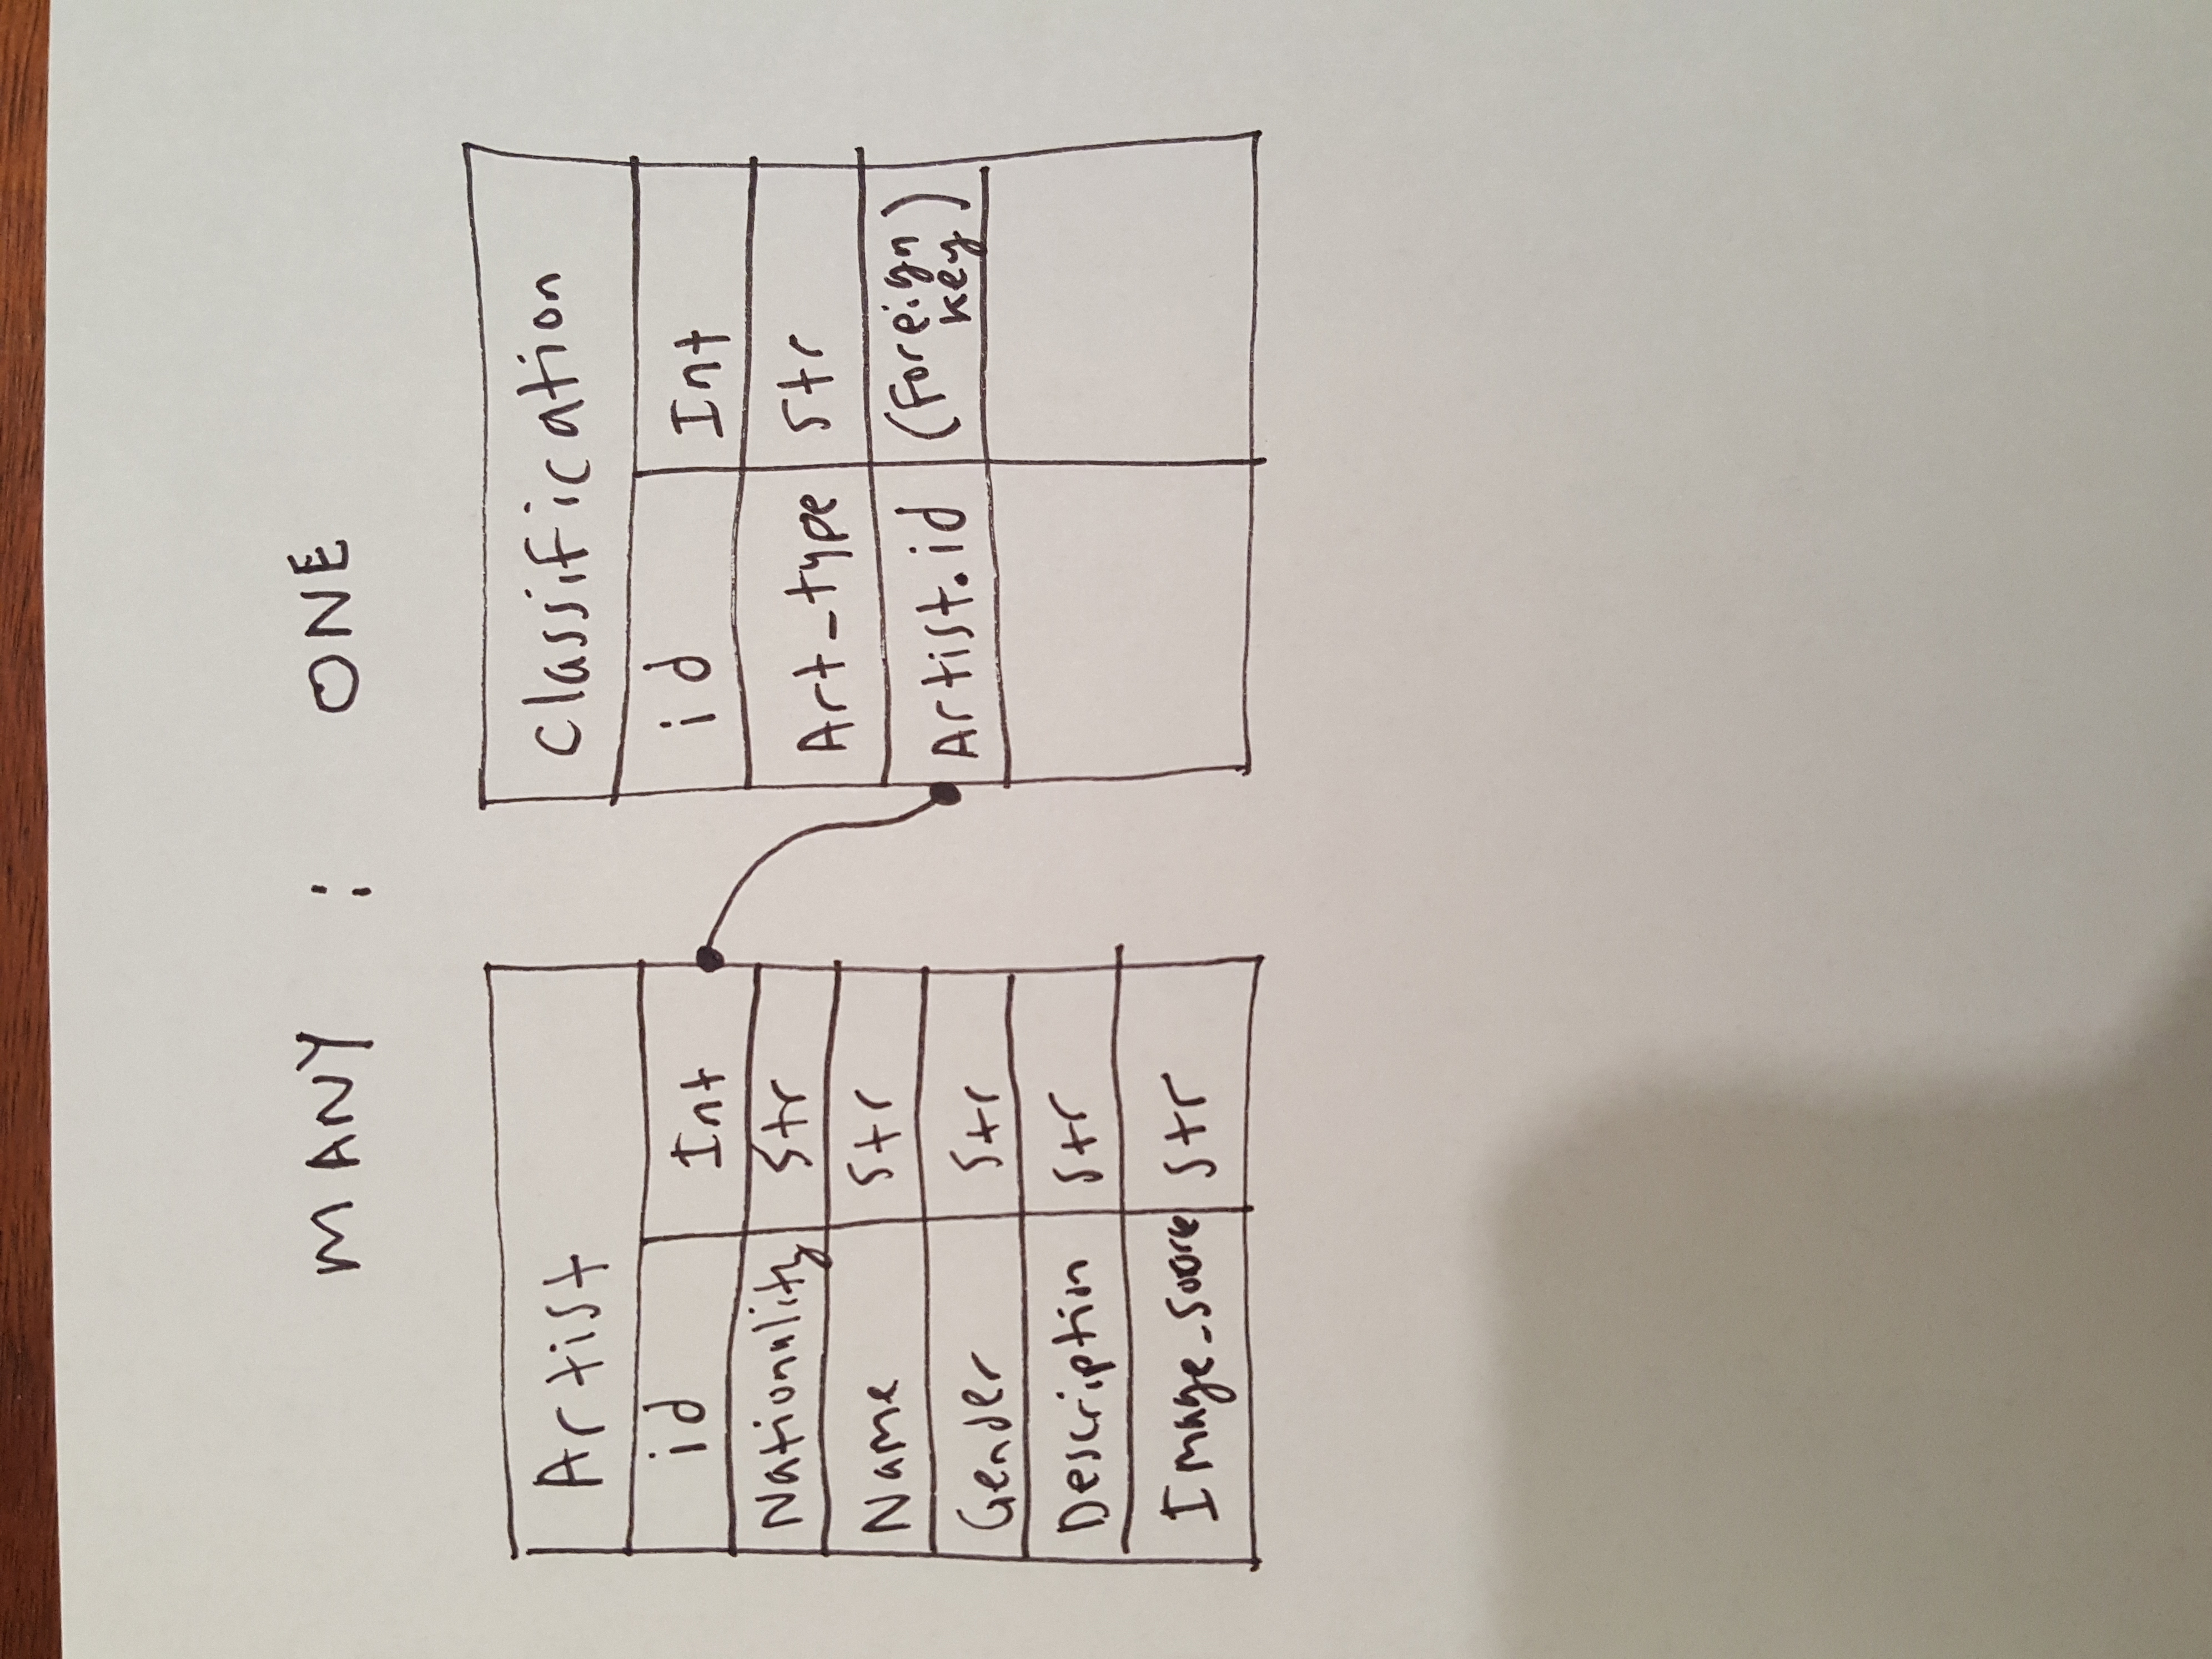 MANY : ONE
Artist
id Int
Nationality Str
Name Str
Gender Str
Description Str
Image_source Str
Classification
id Int
Art_type Str
Artist.id (Foreign
key)